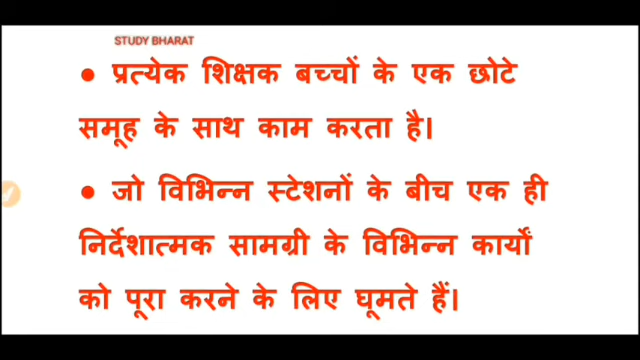 STUDY BHARAT
● प्रत्येक शिक्षक बच्चों के एक छोटे
समूह के साथ काम करता है।
● जो विभिन्न स्टेशनों के बीच एक ही
निर्देशात्मक सामग्री के विभिन्न कार्यों
को पूरा करने के लिए घूमते हैं।